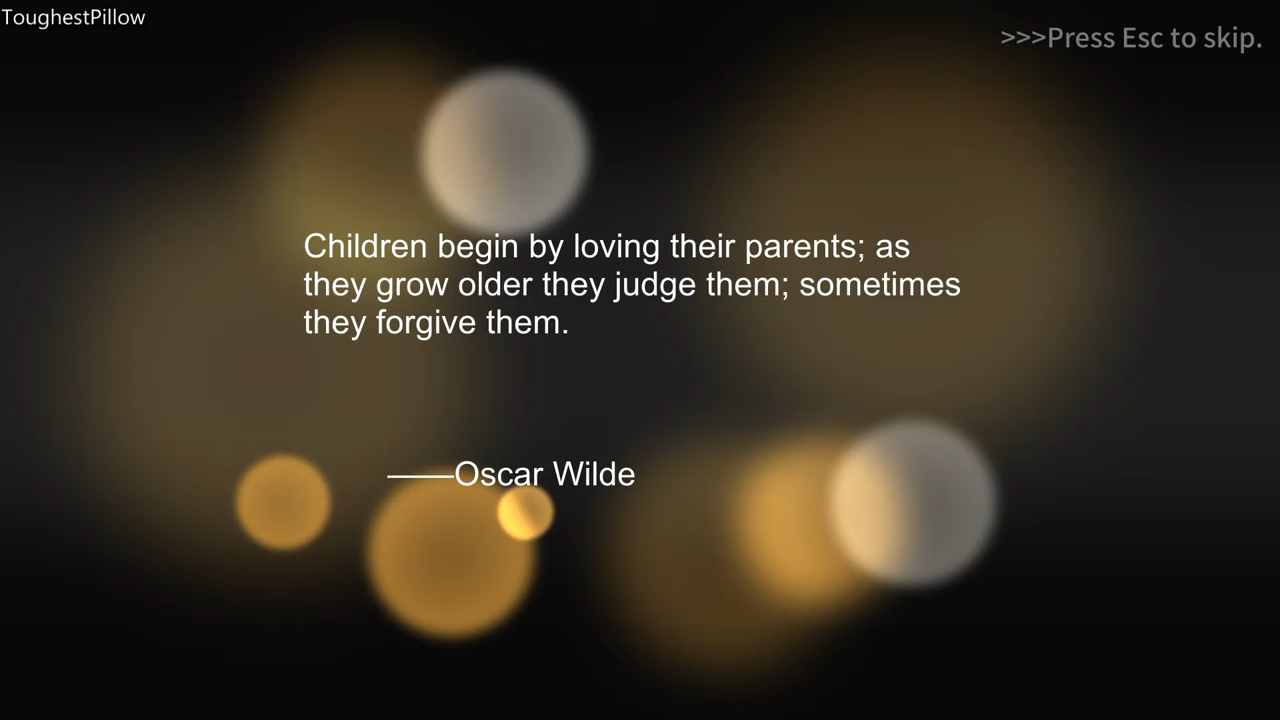 ToughestPillow
>>>Press Esc to skip.
Children begin by loving their parents; as
they grow older they judge them; sometimes
they forgive them.
——Oscar Wilde